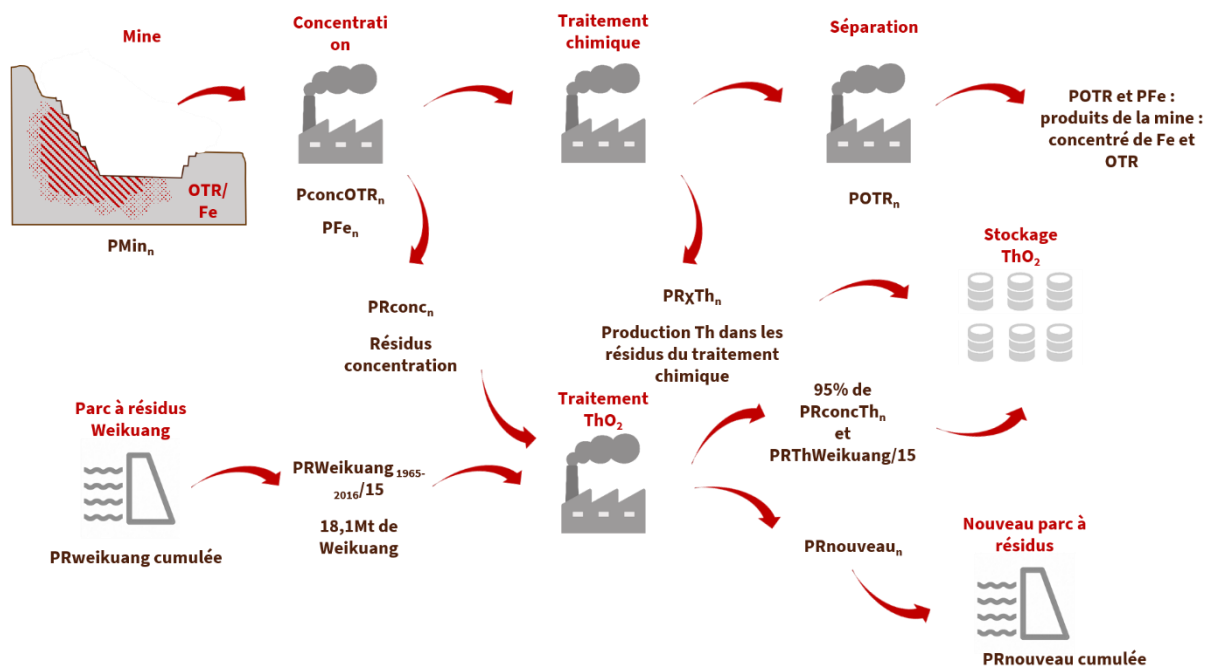 Mine
Concentrati
on
Traitement
chimique
Séparation
OTR/
Fe
PMinₙ
PconcOTRₙ
PFeₙ
POTRₙ
POTR et PFe :
produits de la mine :
concentré de Fe et
OTR
PRconcₙ
Résidus
concentration
PRχThₙ
Production Th dans les
résidus du traitement
chimique
Stockage
ThO₂
Parc à résidus
Weikuang
PRweikuang cumulée
PRWeikuang ₁₉₆₅₋
₂₀₁₆/15
18,1Mt de
Weikuang
Traitement
ThO₂
95% de
PRconcThₙ
et
PRThWeikuang/15
PRnouveauₙ
Nouveau parc à
résidus
PRnouveau cumulée